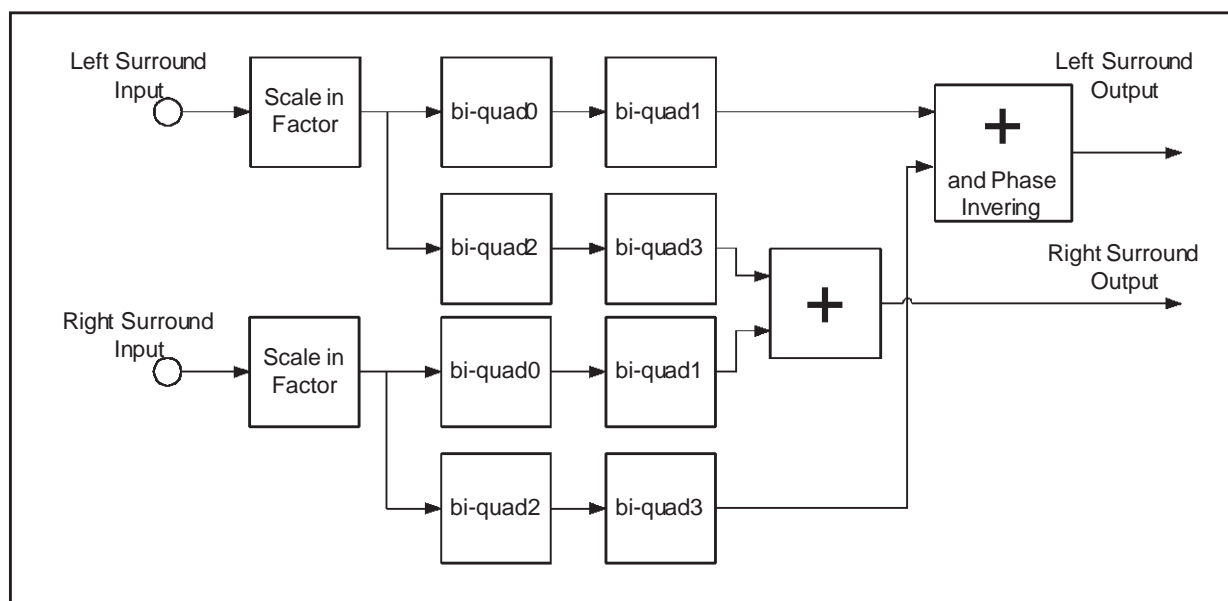 Left Surround
Input
Scale in
Factor
bi-quad0
bi-quad1
+
and Phase
Invering
Left Surround
Output
bi-quad2
bi-quad3
+
Right Surround
Output
Right Surround
Input
Scale in
Factor
bi-quad0
bi-quad1
bi-quad2
bi-quad3